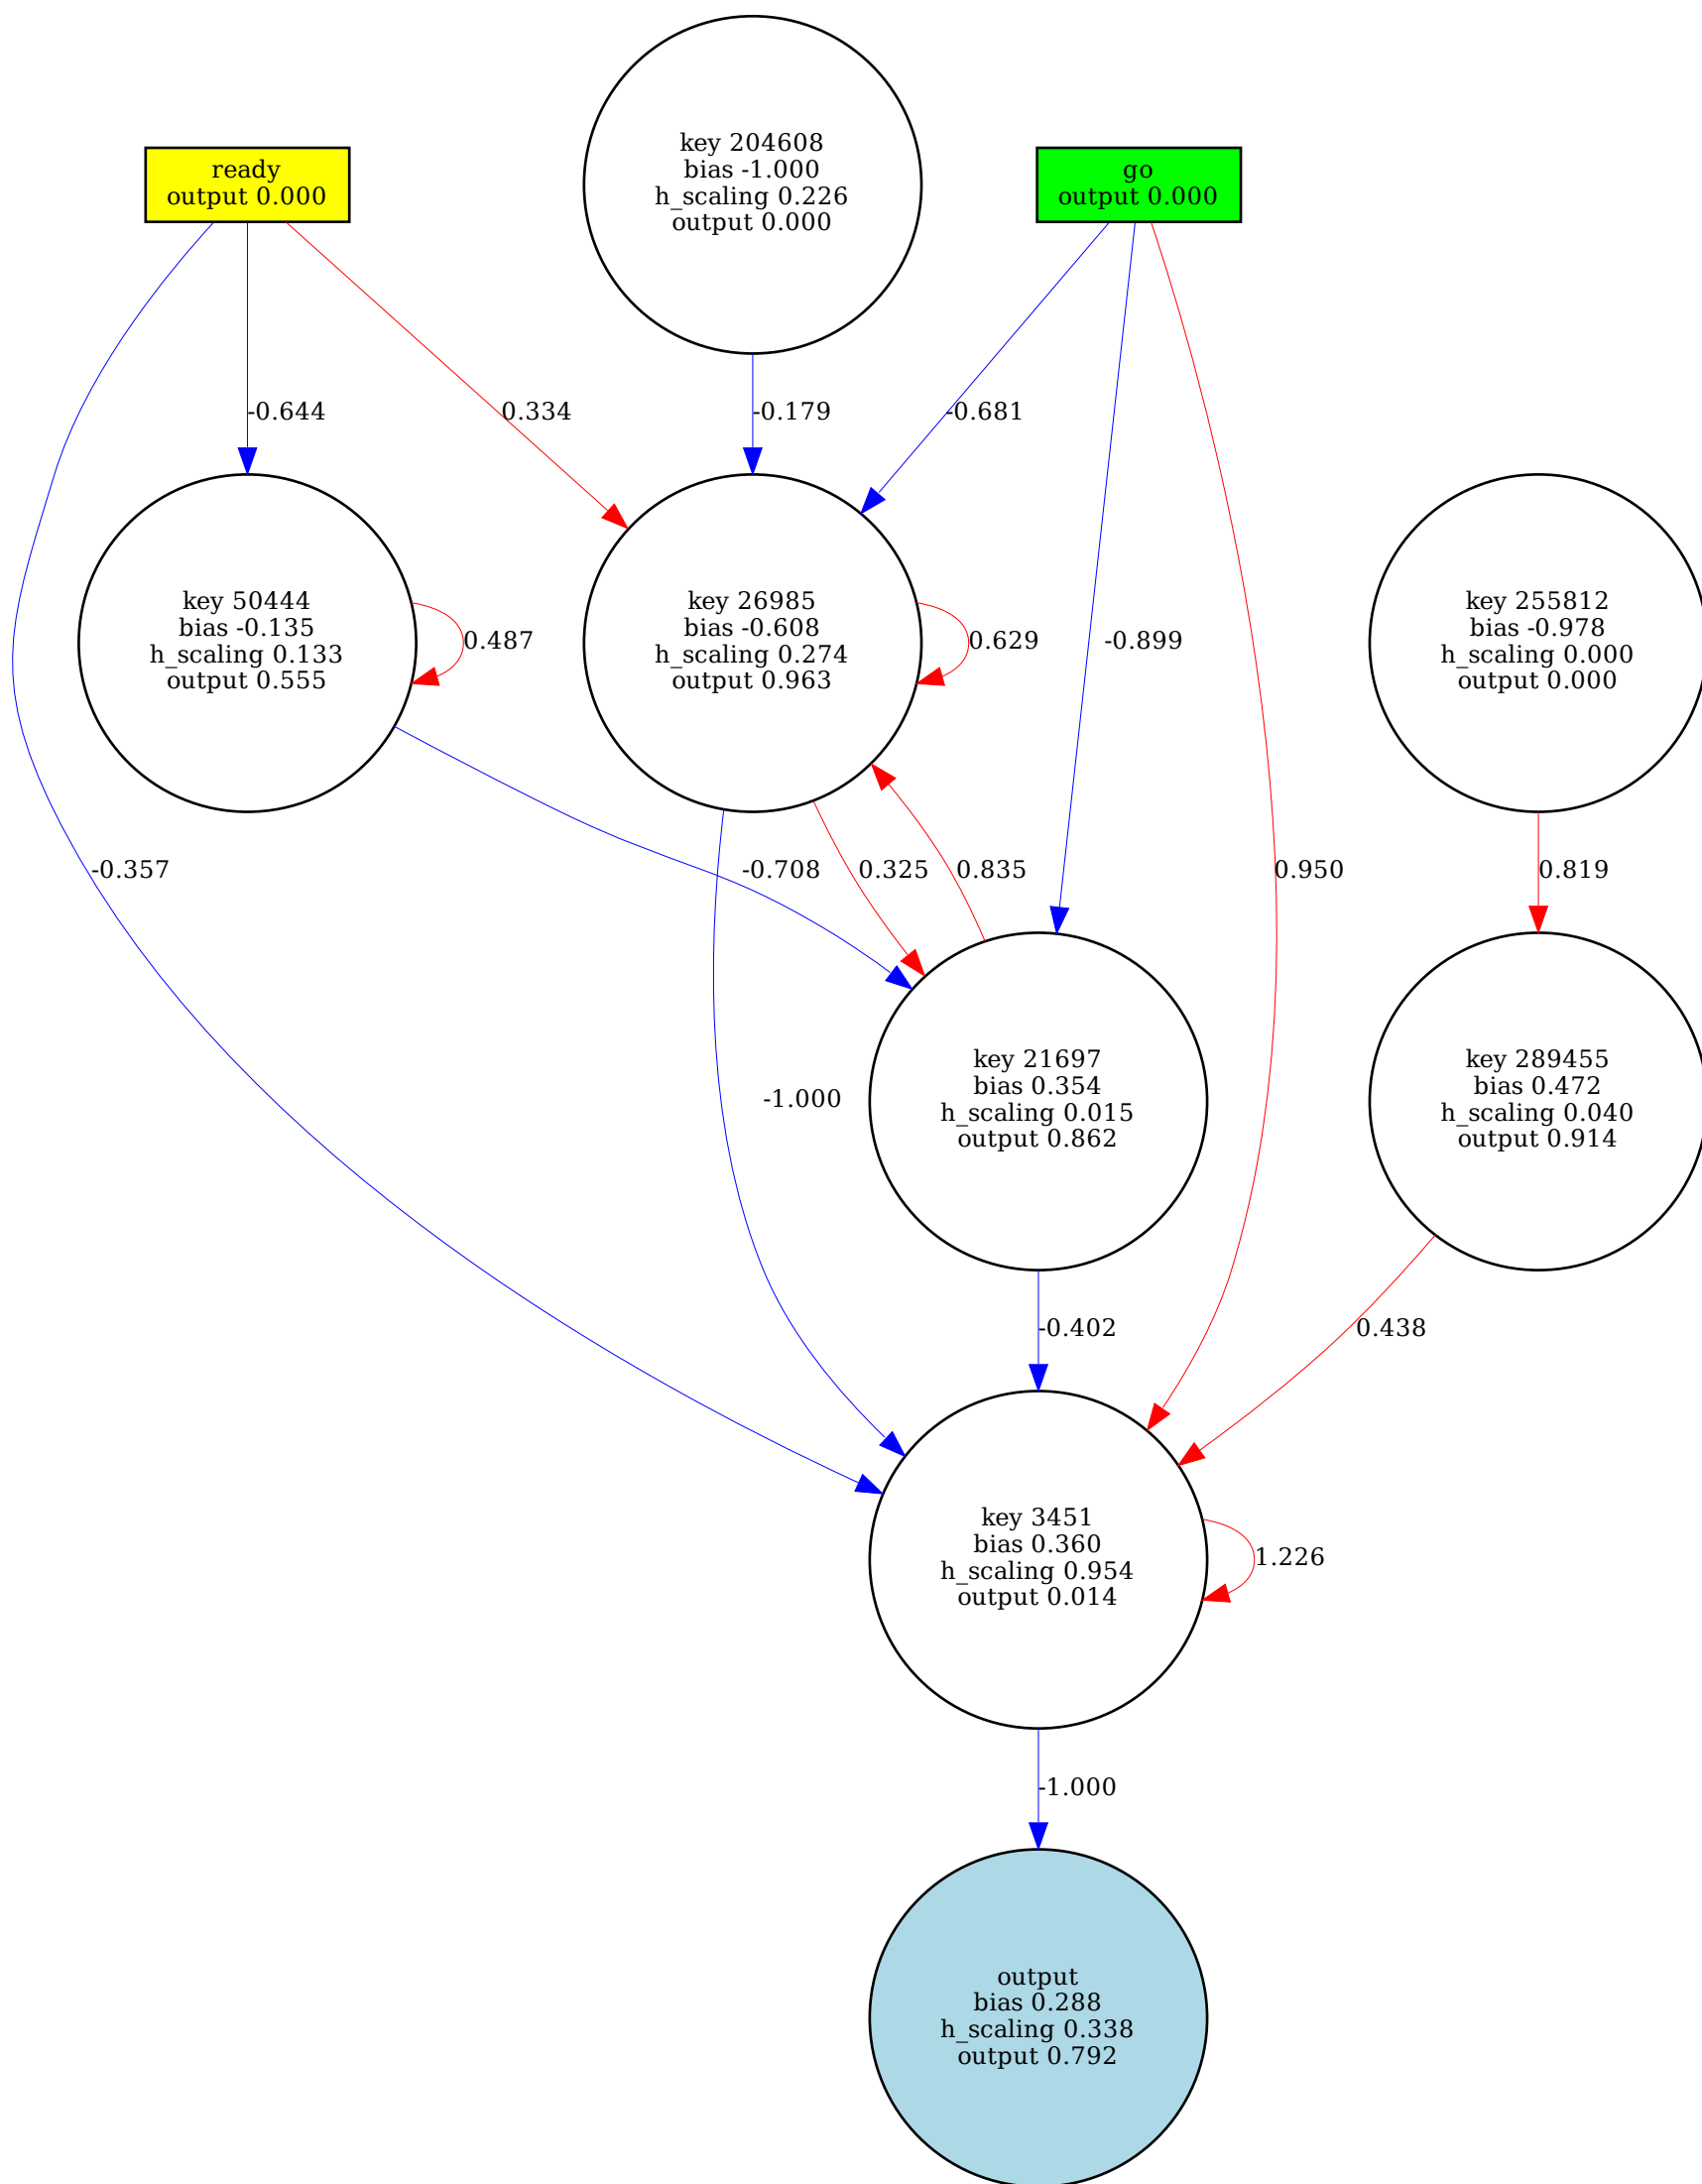 key 204608
bias -1.000
h_scaling 0.226
output 0.000
ready
output 0.000
go
output 0.000
-0.644
0.334
-0.179
-0.681
key 50444
bias -0.135
h_scaling 0.133
output 0.555
0.487
key 26985
bias -0.608
h_scaling 0.274
output 0.963
0.629
-0.899
key 255812
bias -0.978
h_scaling 0.000
output 0.000
-0.357
-0.708
0.325
0.835
0.950
0.819
-1.000
key 21697
bias 0.354
h_scaling 0.015
output 0.862
key 289455
bias 0.472
h_scaling 0.040
output 0.914
-0.402
0.438
key 3451
bias 0.360
h_scaling 0.954
output 0.014
1.226
-1.000
output
bias 0.288
h_scaling 0.338
output 0.792